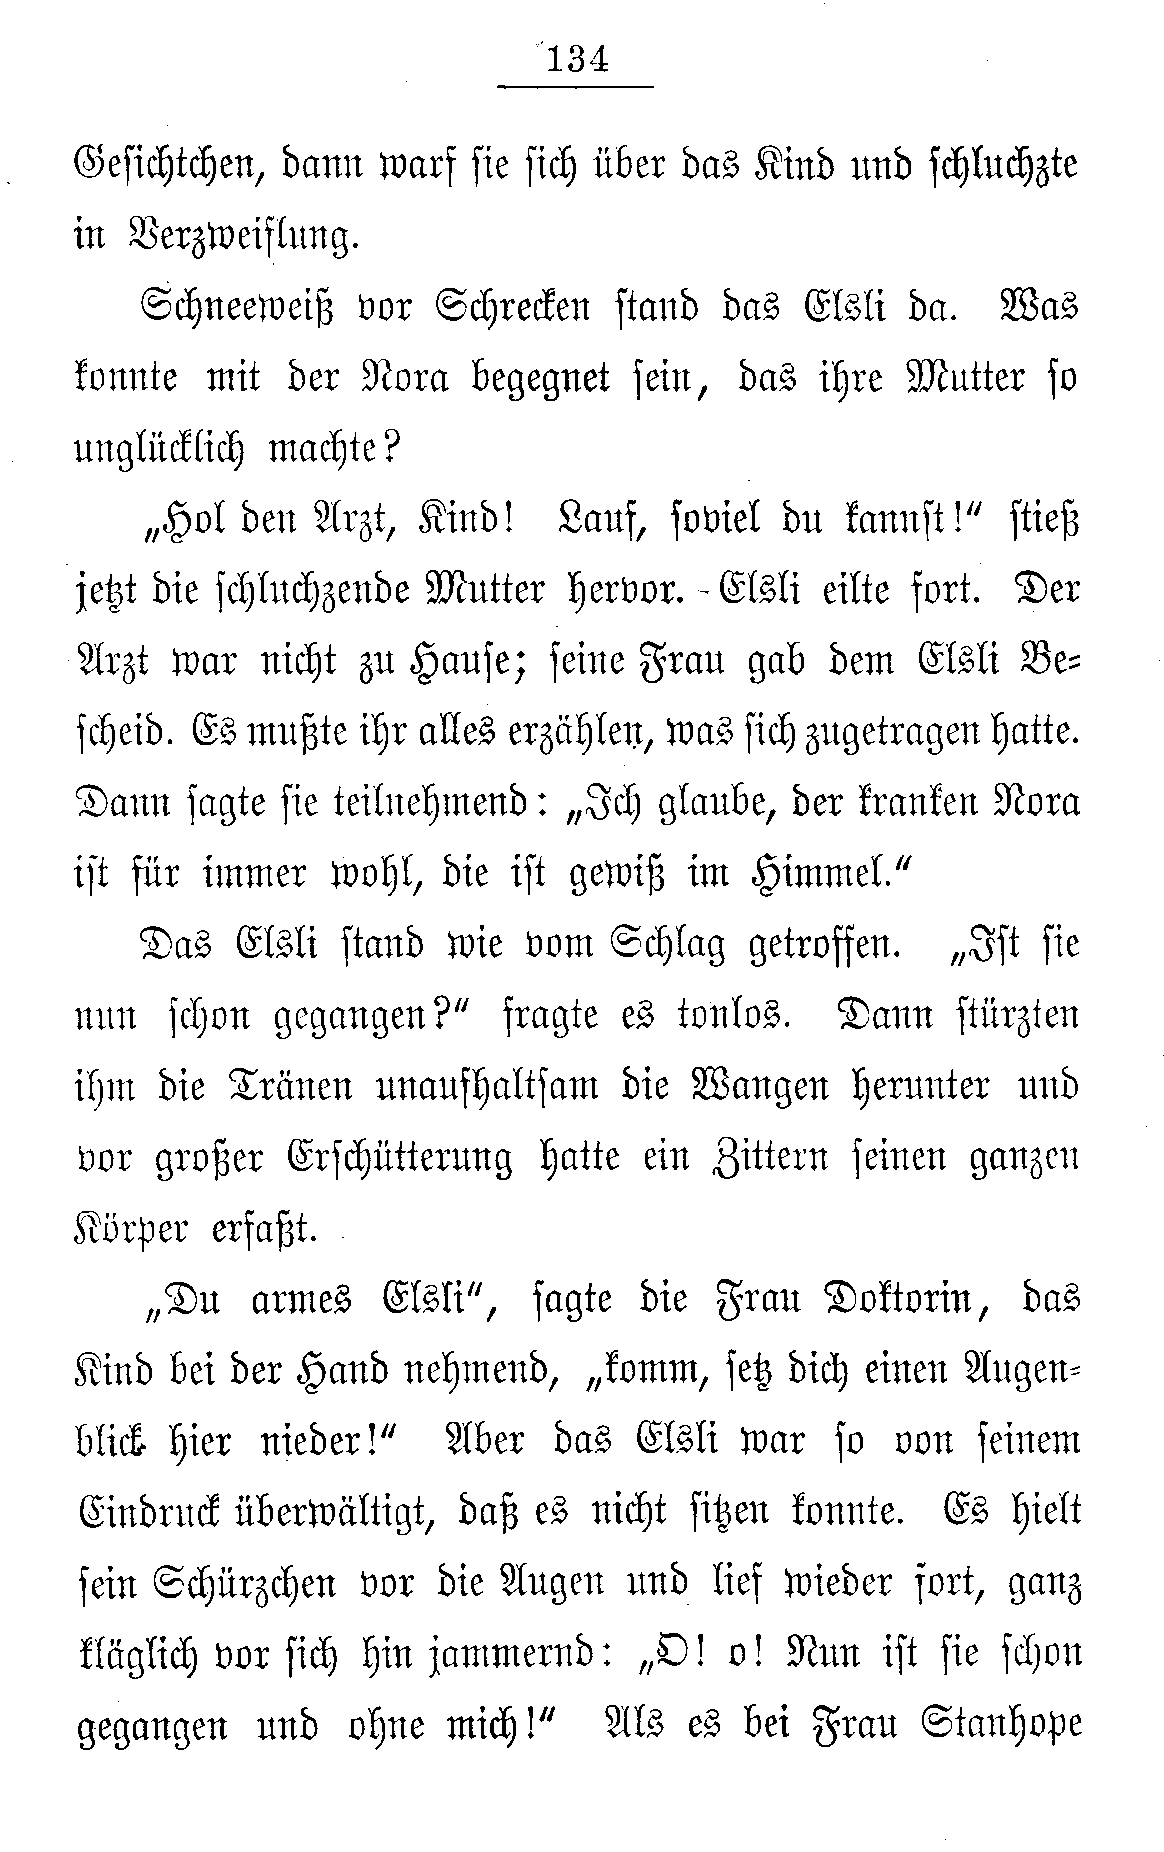 134
Gesichtchen, dann warf sie sich über das Kind und schluchzte
in Verzweiflung.
Schneeweiß vor Schrecken stand das Elsli da. Was
konnte mit der Nora begegnet sein, das ihre Mutter so
unglücklich machte?
„Hol den Arzt, Kind! Lauf, soviel du kannst!“ stieß
jetzt die schluchzende Mutter hervor. Elsli eilte fort. Der
Arzt war nicht zu Hause; seine Frau gab dem Elsli Be-
scheid. Es mußte ihr alles erzählen, was sich zugetragen hatte.
Dann sagte sie teilnehmend: „Ich glaube, der kranken Nora
ist für immer wohl, die ist gewiß im Himmel.“
Das Elsli stand wie vom Schlag getroffen. „Ist sie
nun schon gegangen?“ fragte es tonlos. Dann stürzten
ihm die Tränen unaufhaltsam die Wangen herunter und
vor großer Erschütterung hatte ein Zittern seinen ganzen
Körper erfaßt.
„Du armes Elsli“, sagte die Frau Doktorin, das
Kind bei der Hand nehmend, „komm, setz dich einen Augen-
blick hier nieder!“ Aber das Elsli war so von seinem
Eindruck überwältigt, daß es nicht sitzen konnte. Es hielt
sein Schürzchen vor die Augen und lief wieder fort, ganz
kläglich vor sich hin jammernd: „O! o! Nun ist sie schon
gegangen und ohne mich!“ Als es bei Frau Stanhope